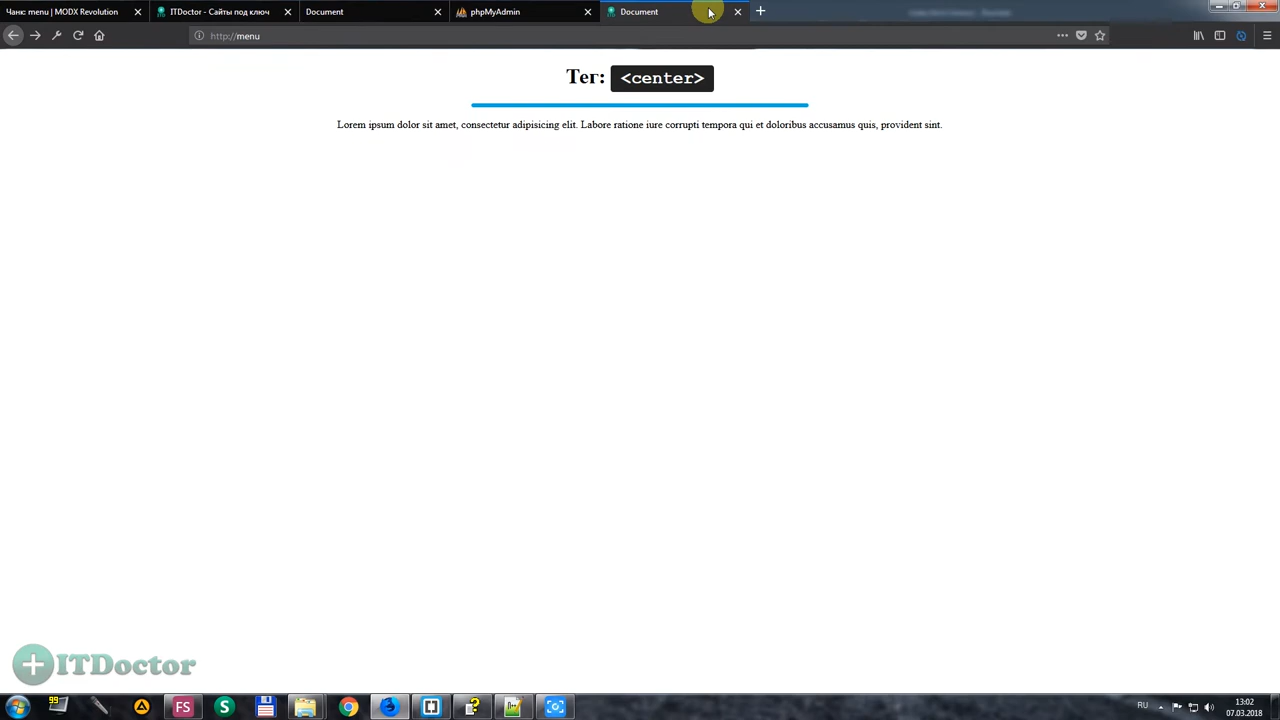 Чанк: menu | MODX Revolution
ITDoctor - Сайты под ключ
Document
phpMyAdmin
Document
http://menu
Тег: <center>
Lorem ipsum dolor sit amet, consectetur adipisicing elit. Labore ratione iure corrupti tempora qui et doloribus accusamus quis, provident sint.
ITDoctor
99
FS
S
RU
13:02
07.03.2018